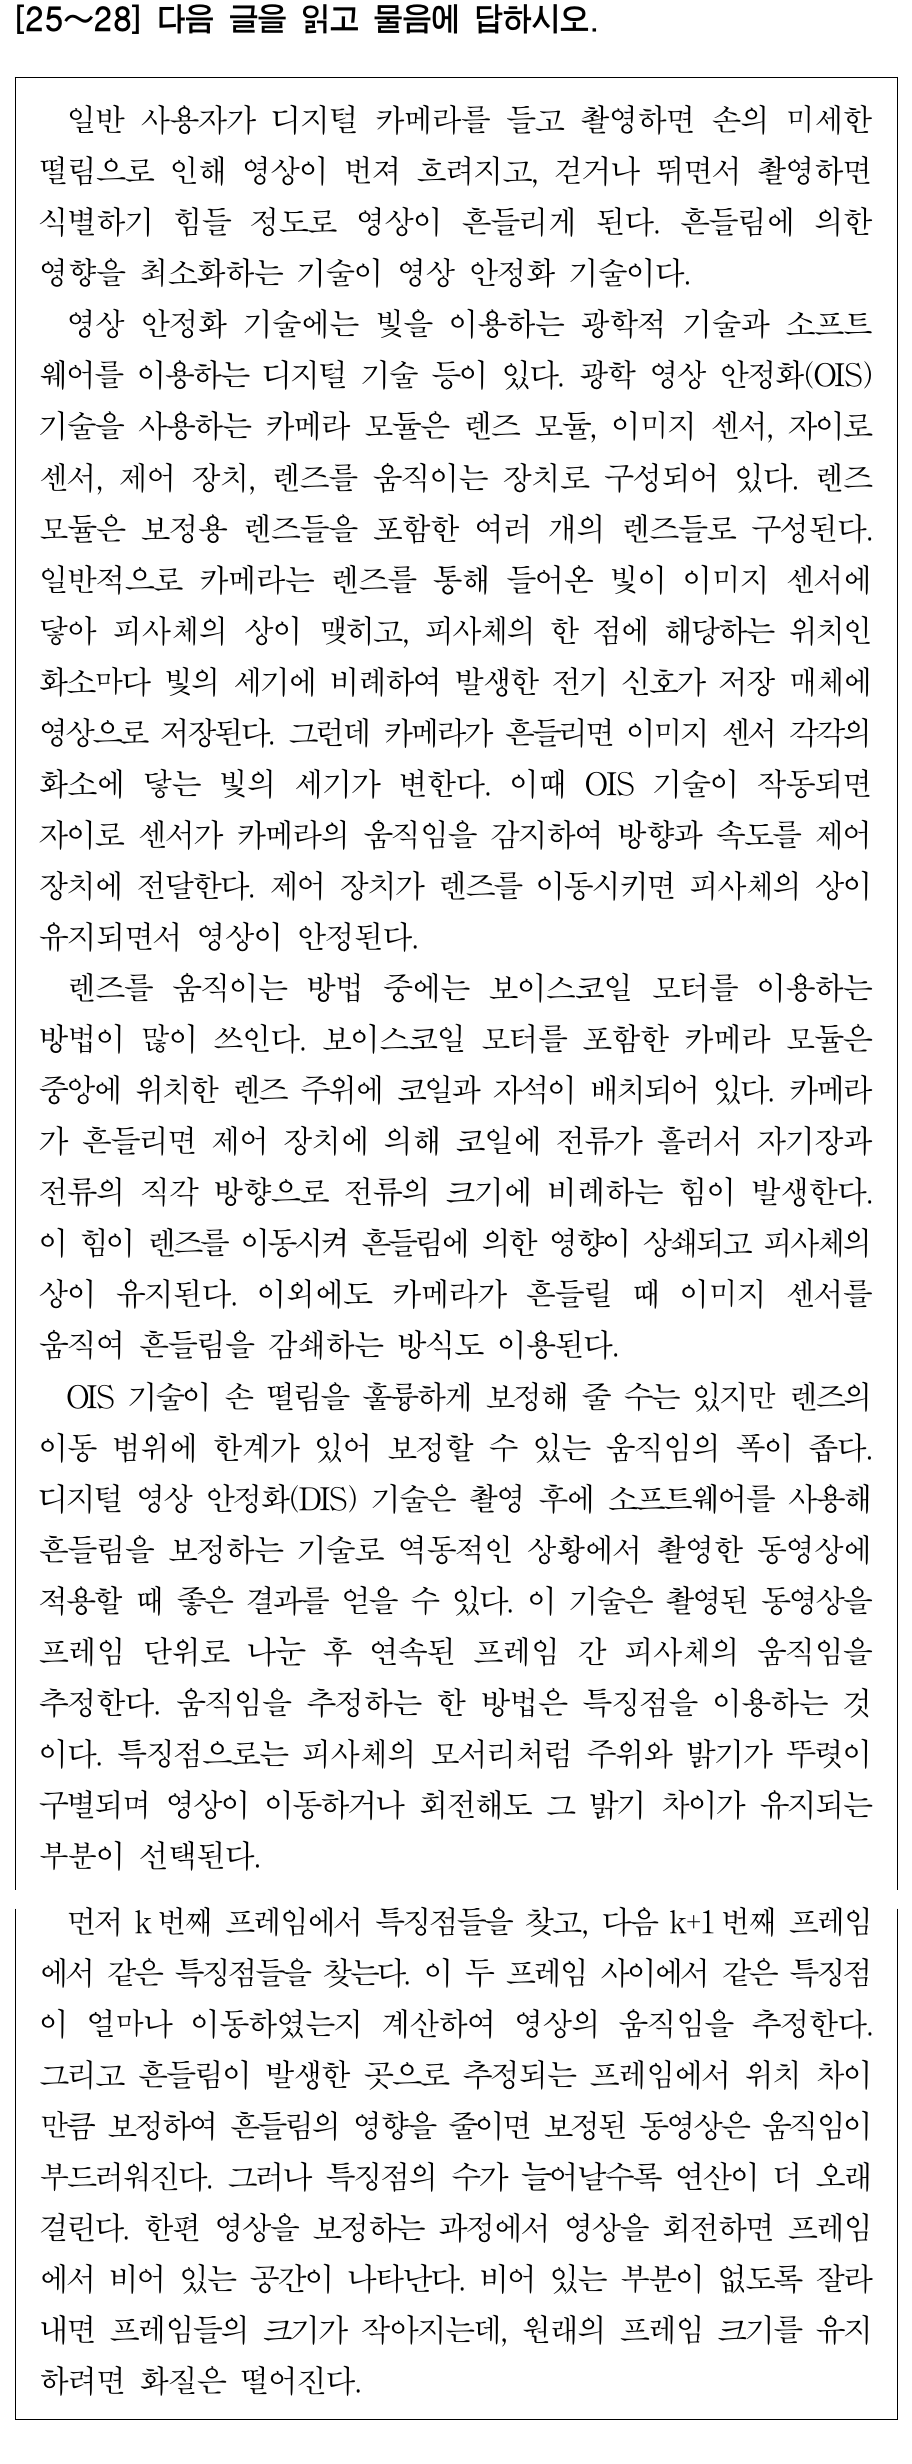 [25～28] 다음 글을 읽고 물음에 답하시오.
일반 사용자가 디지털 카메라를 들고 촬영하면 손의 미세한
떨림으로 인해 영상이 번져 흐려지고, 걷거나 뛰면서 촬영하면
식별하기 힘들 정도로 영상이 흔들리게 된다. 흔들림에 의한
영향을 최소화하는 기술이 영상 안정화 기술이다.
영상 안정화 기술에는 빛을 이용하는 광학적 기술과 소프트
웨어를 이용하는 디지털 기술 등이 있다. 광학 영상 안정화(OIS)
기술을 사용하는 카메라 모듈은 렌즈 모듈, 이미지 센서, 자이로
센서, 제어 장치, 렌즈를 움직이는 장치로 구성되어 있다. 렌즈
모듈은 보정용 렌즈들을 포함한 여러 개의 렌즈들로 구성된다.
일반적으로 카메라는 렌즈를 통해 들어온 빛이 이미지 센서에
닿아 피사체의 상이 맺히고, 피사체의 한 점에 해당하는 위치인
화소마다 빛의 세기에 비례하여 발생한 전기 신호가 저장 매체에
영상으로 저장된다. 그런데 카메라가 흔들리면 이미지 센서 각각의
화소에 닿는 빛의 세기가 변한다. 이때 OIS 기술이 작동되면
자이로 센서가 카메라의 움직임을 감지하여 방향과 속도를 제어
장치에 전달한다. 제어 장치가 렌즈를 이동시키면 피사체의 상이
유지되면서 영상이 안정된다.
렌즈를 움직이는 방법 중에는 보이스코일 모터를 이용하는
방법이 많이 쓰인다. 보이스코일 모터를 포함한 카메라 모듈은
중앙에 위치한 렌즈 주위에 코일과 자석이 배치되어 있다. 카메라
가 흔들리면 제어 장치에 의해 코일에 전류가 흘러서 자기장과
전류의 직각 방향으로 전류의 크기에 비례하는 힘이 발생한다.
이 힘이 렌즈를 이동시켜 흔들림에 의한 영향이 상쇄되고 피사체의
상이 유지된다. 이외에도 카메라가 흔들릴 때 이미지 센서를
움직여 흔들림을 감쇄하는 방식도 이용된다.
OIS 기술이 손 떨림을 훌륭하게 보정해 줄 수는 있지만 렌즈의
이동 범위에 한계가 있어 보정할 수 있는 움직임의 폭이 좁다.
디지털 영상 안정화(DIS) 기술은 촬영 후에 소프트웨어를 사용해
흔들림을 보정하는 기술로 역동적인 상황에서 촬영한 동영상에
적용할 때 좋은 결과를 얻을 수 있다. 이 기술은 촬영된 동영상을
프레임 단위로 나눈 후 연속된 프레임 간 피사체의 움직임을
추정한다. 움직임을 추정하는 한 방법은 특징점을 이용하는 것
이다. 특징점으로는 피사체의 모서리처럼 주위와 밝기가 뚜렷이
구별되며 영상이 이동하거나 회전해도 그 밝기 차이가 유지되는
부분이 선택된다.
먼저 k번째 프레임에서 특징점들을 찾고, 다음 k+1번째 프레임
에서 같은 특징점들을 찾는다. 이 두 프레임 사이에서 같은 특징점
이 얼마나 이동하였는지 계산하여 영상의 움직임을 추정한다.
그리고 흔들림이 발생한 곳으로 추정되는 프레임에서 위치 차이
만큼 보정하여 흔들림의 영향을 줄이면 보정된 동영상은 움직임이
부드러워진다. 그러나 특징점의 수가 늘어날수록 연산이 더 오래
걸린다. 한편 영상을 보정하는 과정에서 영상을 회전하면 프레임
에서 비어 있는 공간이 나타난다. 비어 있는 부분이 없도록 잘라
내면 프레임들의 크기가 작아지는데, 원래의 프레임 크기를 유지
하려면 화질은 떨어진다.